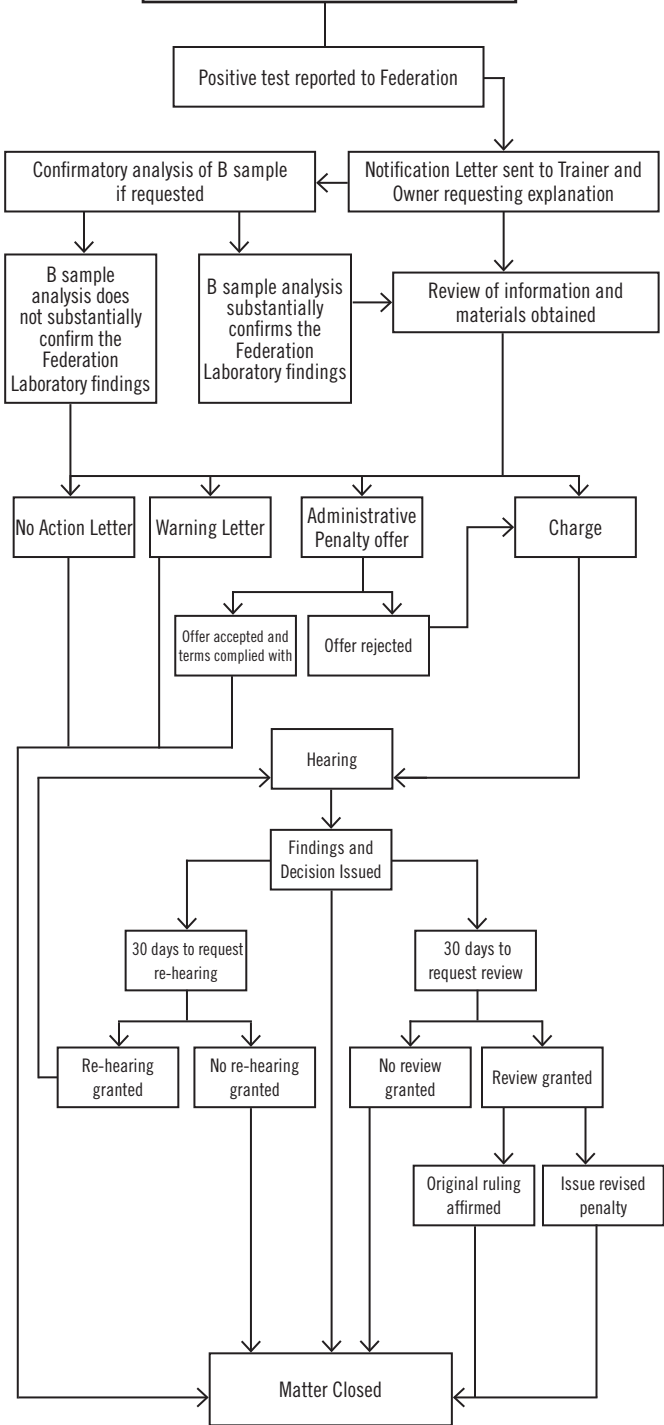 Positive test reported to Federation
Confirmatory analysis of B sample
if requested
Notification Letter sent to Trainer and
Owner requesting explanation
B sample
analysis does
not substantially
confirm the
Federation
Laboratory findings
B sample analysis
substantially
confirms the
Federation
Laboratory findings
Review of information and
materials obtained
No Action Letter
Warning Letter
Administrative
Penalty offer
Charge
Offer accepted and
terms complied with
Offer rejected
Hearing
Findings and
Decision Issued
30 days to request
re-hearing
30 days to
request review
Re-hearing
granted
No re-hearing
granted
No review
granted
Review granted
Original ruling
affirmed
Issue revised
penalty
Matter Closed